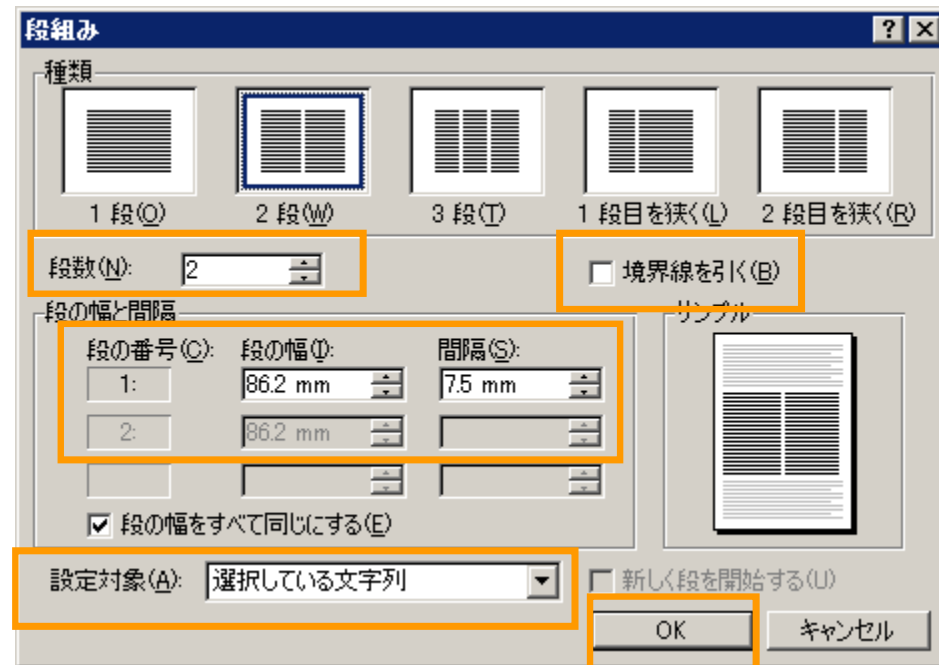 段組み
種類
1 段(O) 2 段(W) 3 段(T) 1 段目を狭く(L) 2 段目を狭く(R)
段数(N): 2 境界線を引く(B)
段の幅と間隔 サンプル
段の番号(C): 段の幅(I): 間隔(S):
1: 86.2 mm 7.5 mm
2: 86.2 mm
段の幅をすべて同じにする(E)
設定対象(A): 選択している文字列 新しく段を開始する(U)
OK キャンセル